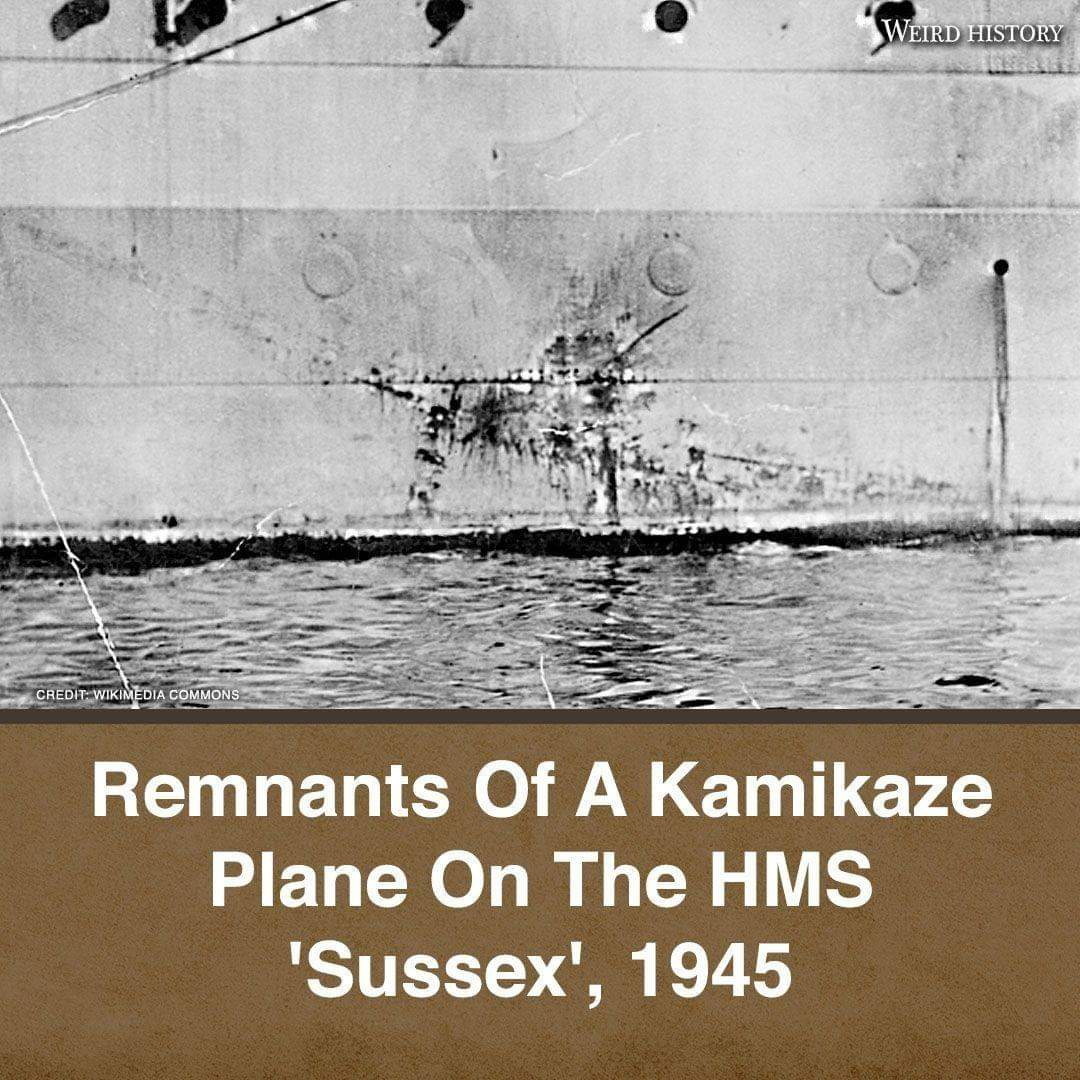 WEIRD HISTORY
CREDIT: WIKIMEDIA COMMONS
Remnants Of A Kamikaze
Plane On The HMS
'Sussex', 1945